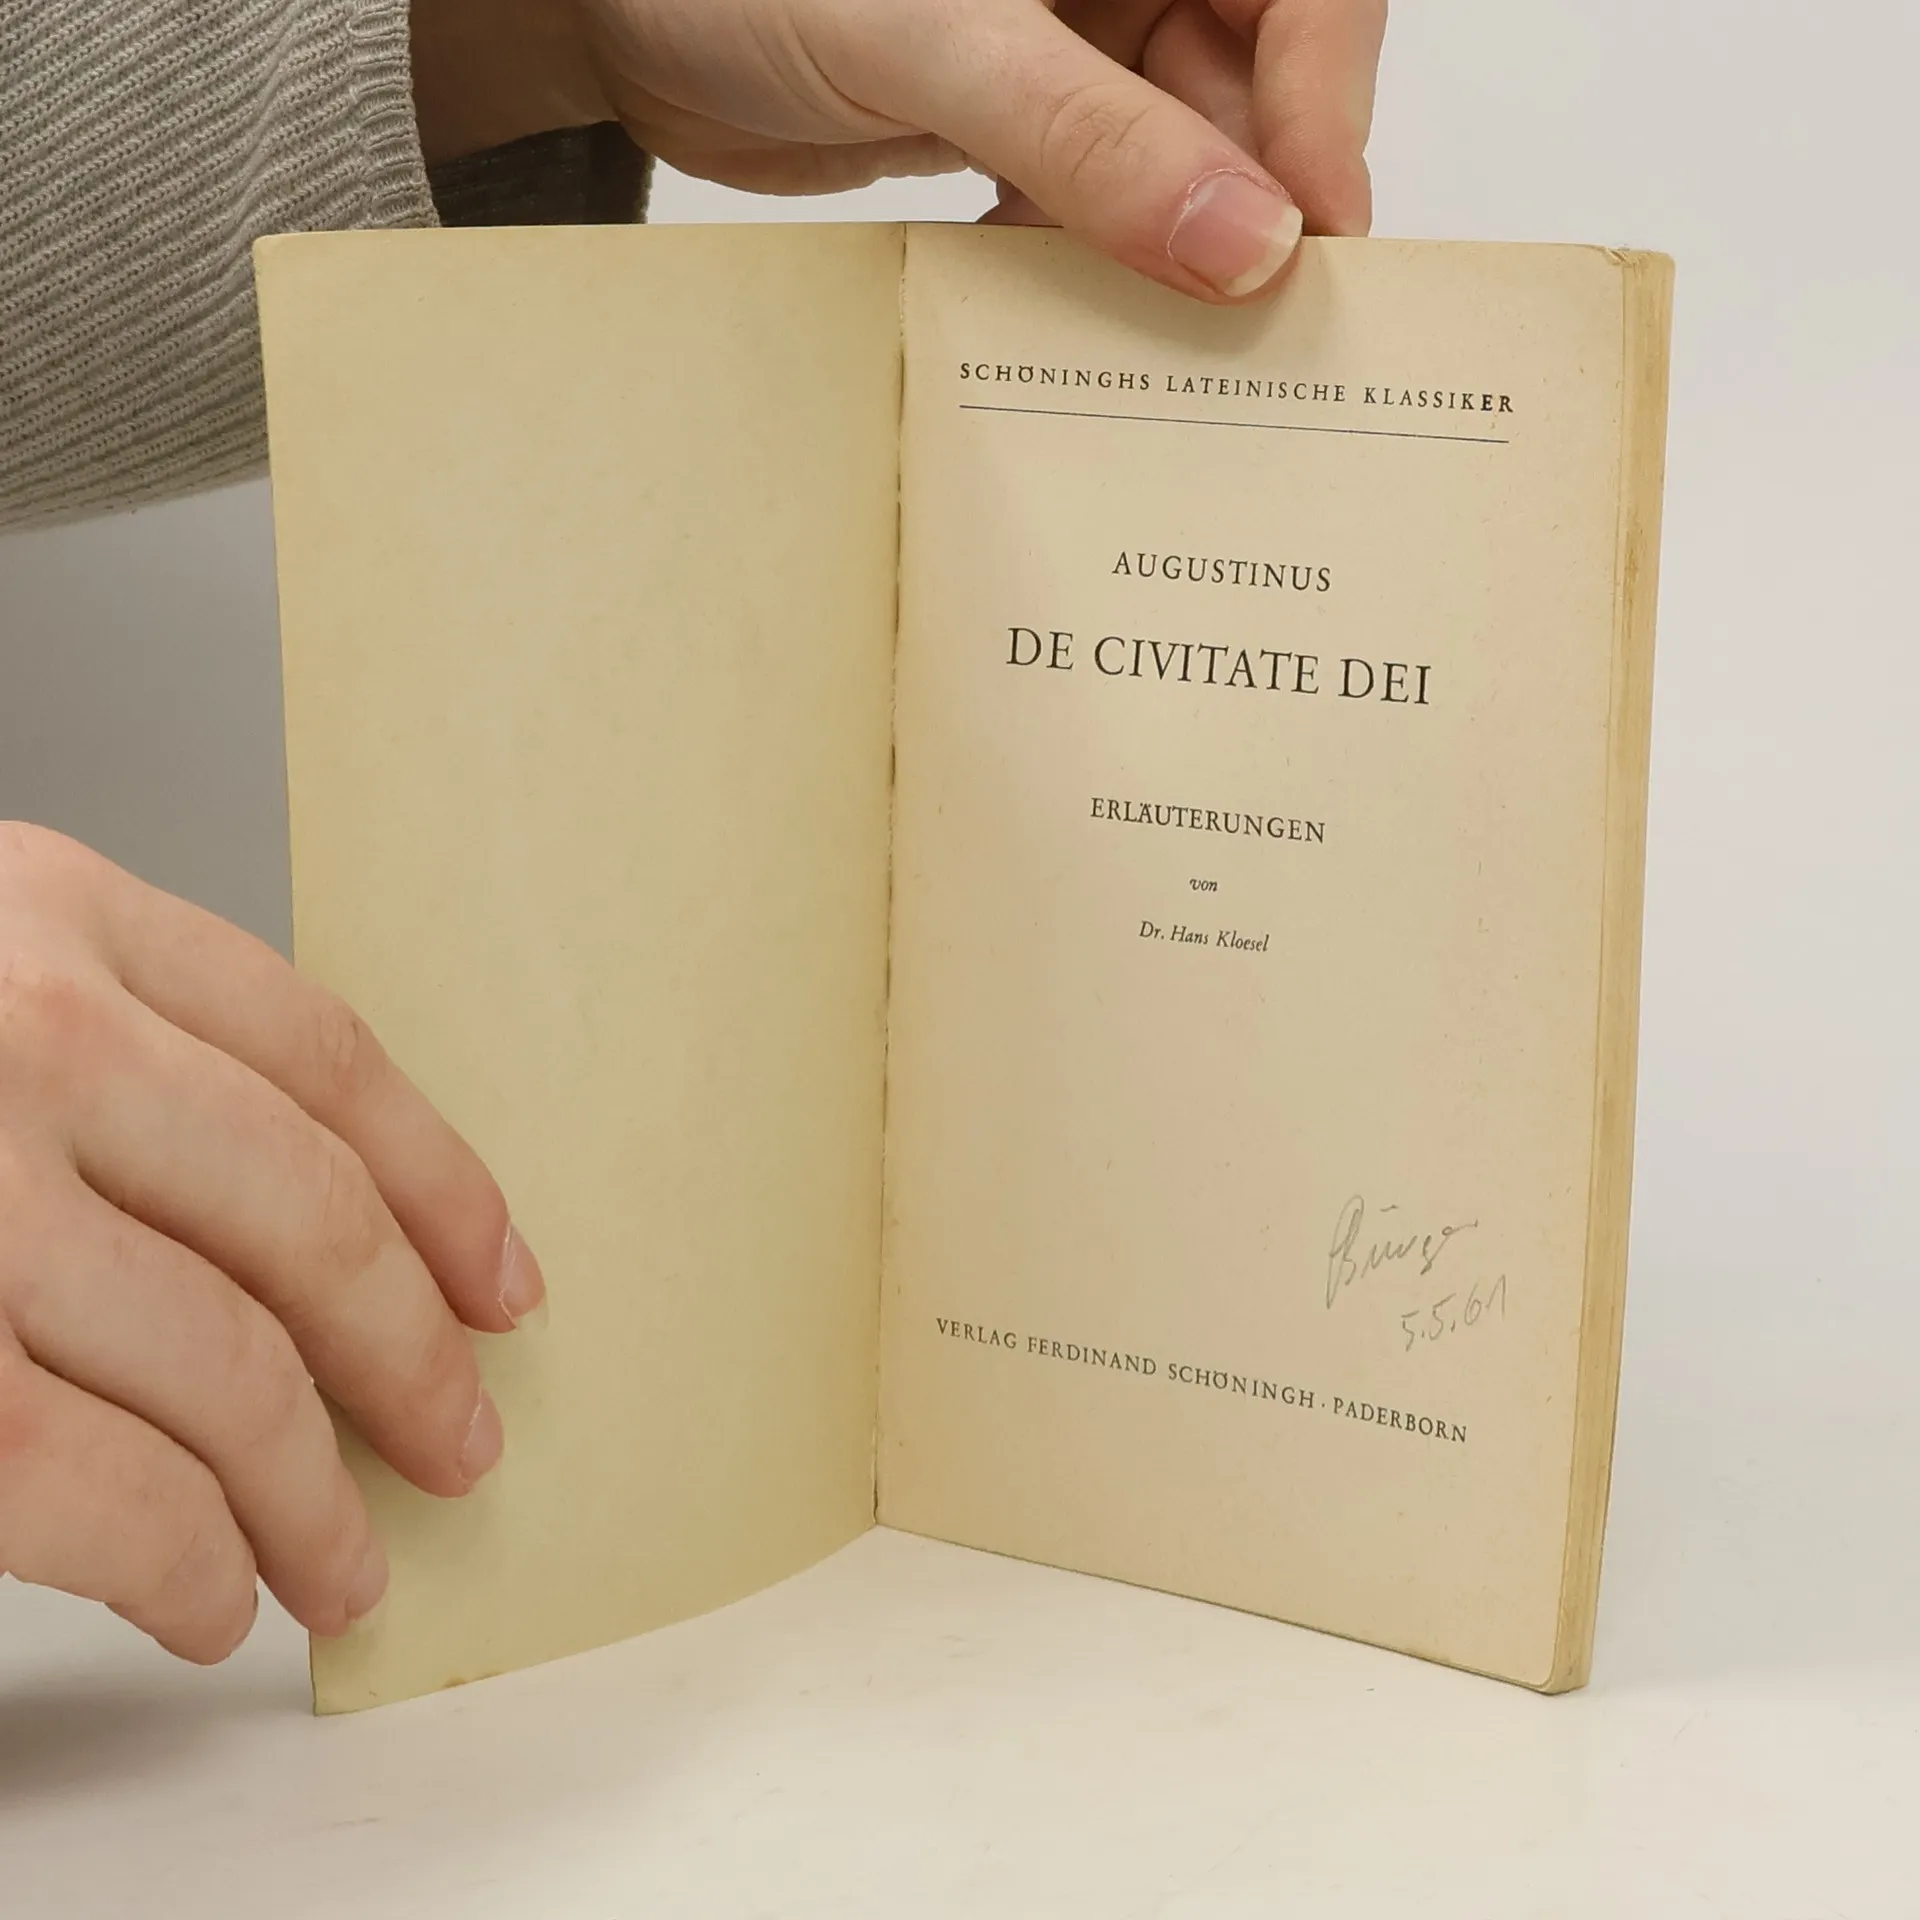 SCHÖNINGHS LATEINISCHE KLASSIKER
AUGUSTINUS
DE CIVITATE DEI
ERLÄUTERUNGEN
von
Dr. Hans Kloesel
5.5.61
VERLAG FERDINAND SCHÖNINGH · PADERBORN